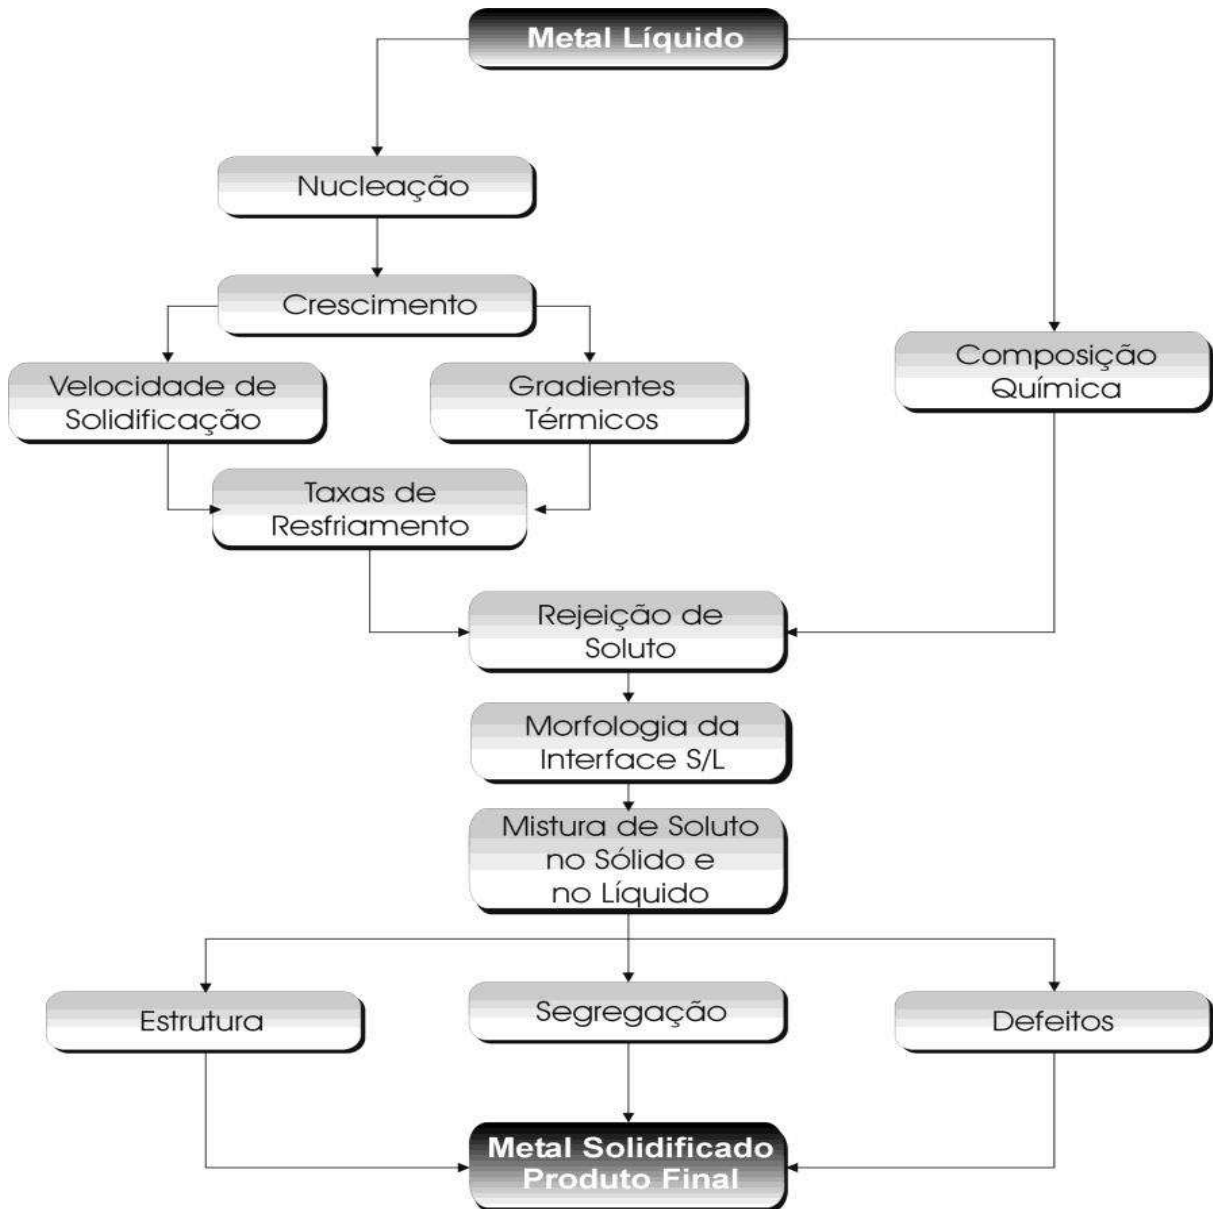 Metal Líquido
Nucleação
Crescimento
Velocidade de
Solidificação
Gradientes
Térmicos
Composição
Química
Taxas de
Resfriamento
Rejeição de
Soluto
Morfologia da
Interface S/L
Mistura de Soluto
no Sólido e
no Líquido
Estrutura
Segregação
Defeitos
Metal Solidificado
Produto Final